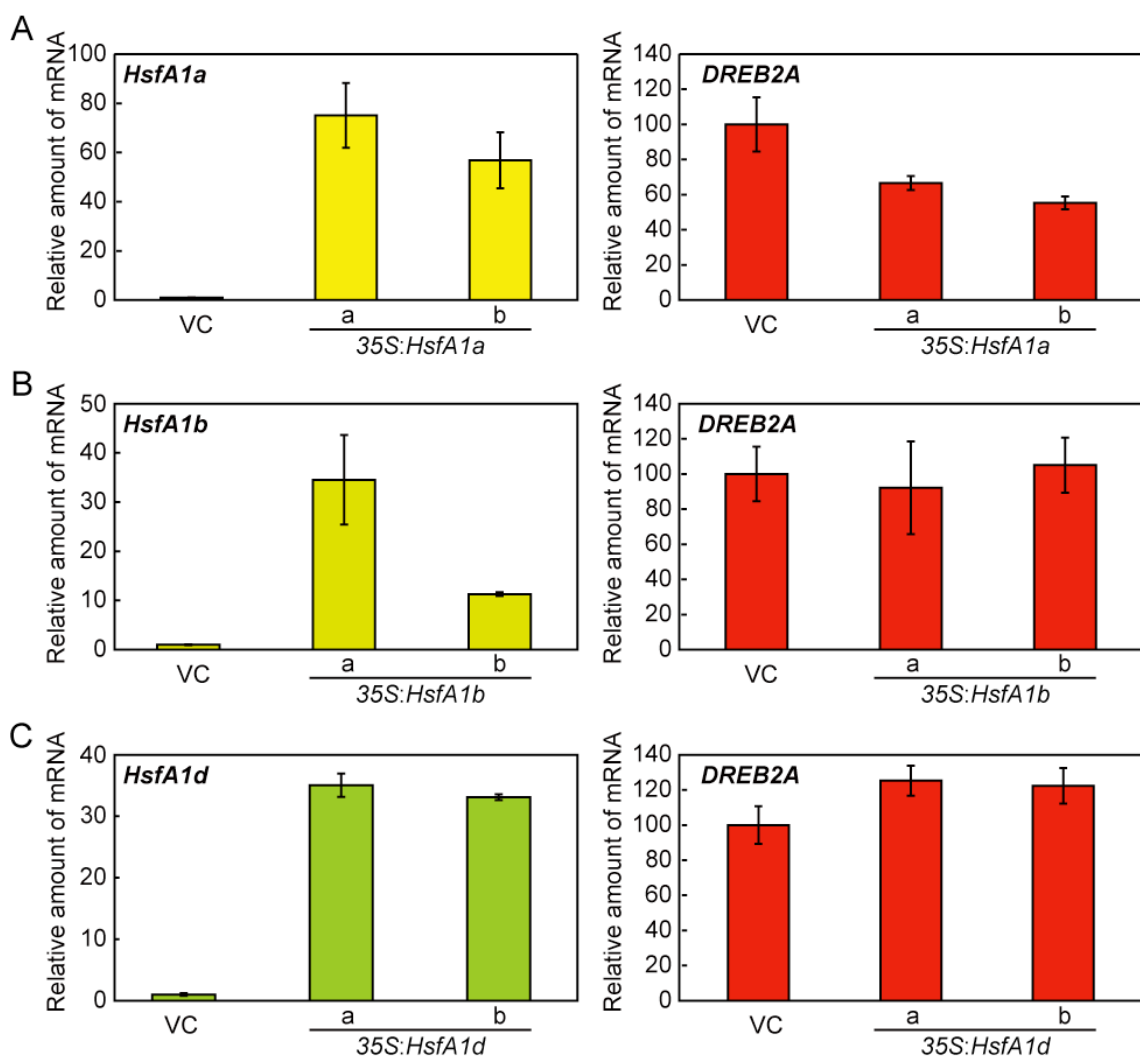 A
Relative amount of mRNA
100
80
60
40
20
0
HsfA1a
VC
a
b
35S:HsfA1a
Relative amount of mRNA
140
120
100
80
60
40
20
0
DREB2A
VC
a
b
35S:HsfA1a
B
Relative amount of mRNA
50
40
30
20
10
0
HsfA1b
VC
a
b
35S:HsfA1b
Relative amount of mRNA
140
120
100
80
60
40
20
0
DREB2A
VC
a
b
35S:HsfA1b
C
Relative amount of mRNA
40
30
20
10
0
HsfA1d
VC
a
b
35S:HsfA1d
Relative amount of mRNA
140
120
100
80
60
40
20
0
DREB2A
VC
a
b
35S:HsfA1d